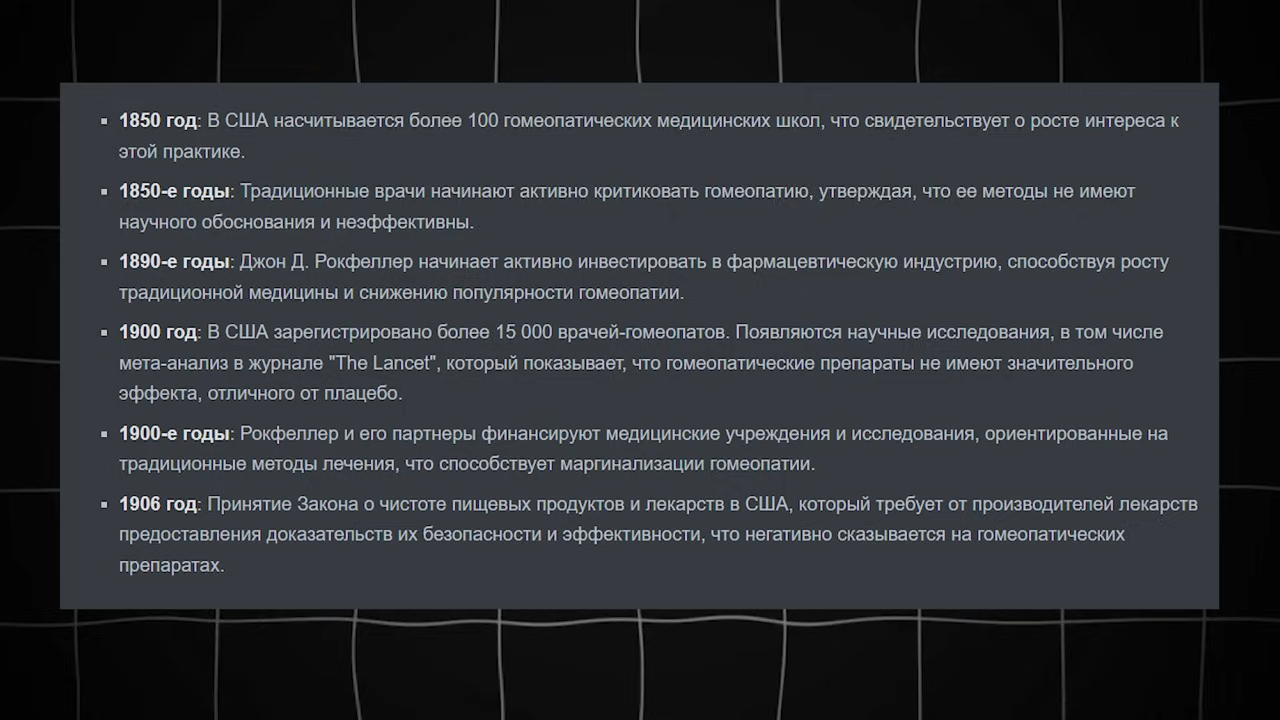 ▪ 1850 год: В США насчитывается более 100 гомеопатических медицинских школ, что свидетельствует о росте интереса к
этой практике.
▪ 1850-е годы: Традиционные врачи начинают активно критиковать гомеопатию, утверждая, что ее методы не имеют
научного обоснования и неэффективны.
▪ 1890-е годы: Джон Д. Рокфеллер начинает активно инвестировать в фармацевтическую индустрию, способствуя росту
традиционной медицины и снижению популярности гомеопатии.
▪ 1900 год: В США зарегистрировано более 15 000 врачей-гомеопатов. Появляются научные исследования, в том числе
мета-анализ в журнале "The Lancet", который показывает, что гомеопатические препараты не имеют значительного
эффекта, отличного от плацебо.
▪ 1900-е годы: Рокфеллер и его партнеры финансируют медицинские учреждения и исследования, ориентированные на
традиционные методы лечения, что способствует маргинализации гомеопатии.
▪ 1906 год: Принятие Закона о чистоте пищевых продуктов и лекарств в США, который требует от производителей лекарств
предоставления доказательств их безопасности и эффективности, что негативно сказывается на гомеопатических
препаратах.